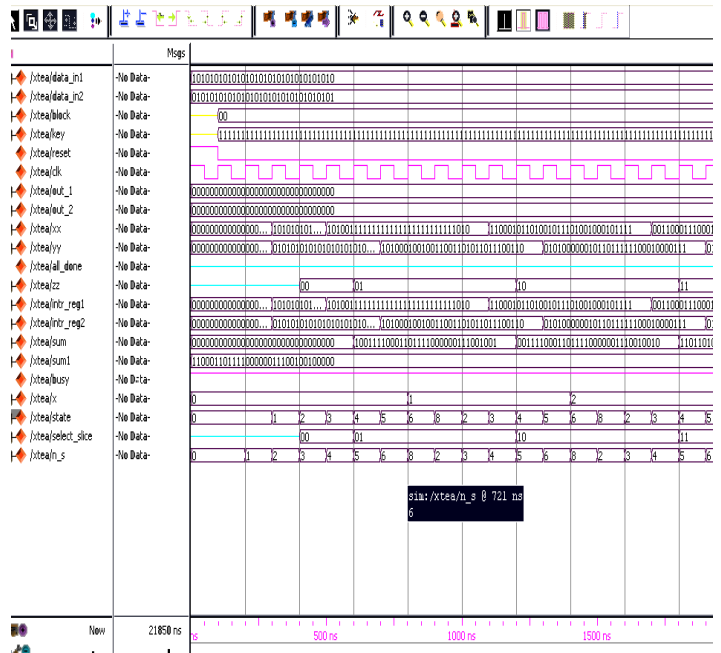 Msgs
/xtea/data_in1 -No Data- 10101010101010101010101010101010
/xtea/data_in2 -No Data- 01010101010101010101010101010101
/xtea/block -No Data- 00
/xtea/key -No Data-
/xtea/reset -No Data-
/xtea/clk -No Data-
/xtea/out_1 -No Data- 00000000000000000000000000000000
/xtea/out_2 -No Data- 00000000000000000000000000000000
/xtea/xx -No Data-
/xtea/yy -No Data-
/xtea/all_done -No Data-
/xtea/zz -No Data- 00 01 10 11
/xtea/intr_reg1 -No Data-
/xtea/intr_reg2 -No Data-
/xtea/sum -No Data-
/xtea/sum1 -No Data-
/xtea/busy -No Data-
/xtea/x -No Data- 0 1 2
/xtea/state -No Data- 0 1 2 3 4 5 6 8 2 3 4 5 6 8 2 3 4 5
/xtea/select_slice -No Data- 00 01 10 11
/xtea/n_s -No Data- 0 1 2 3 4 5 6 8 2 3 4 5 6 8 2 3 4 5 6
sim:/xtea/n_s @ 721 ns
6
Now 21850 ns ns 500 ns 1000 ns 1500 ns